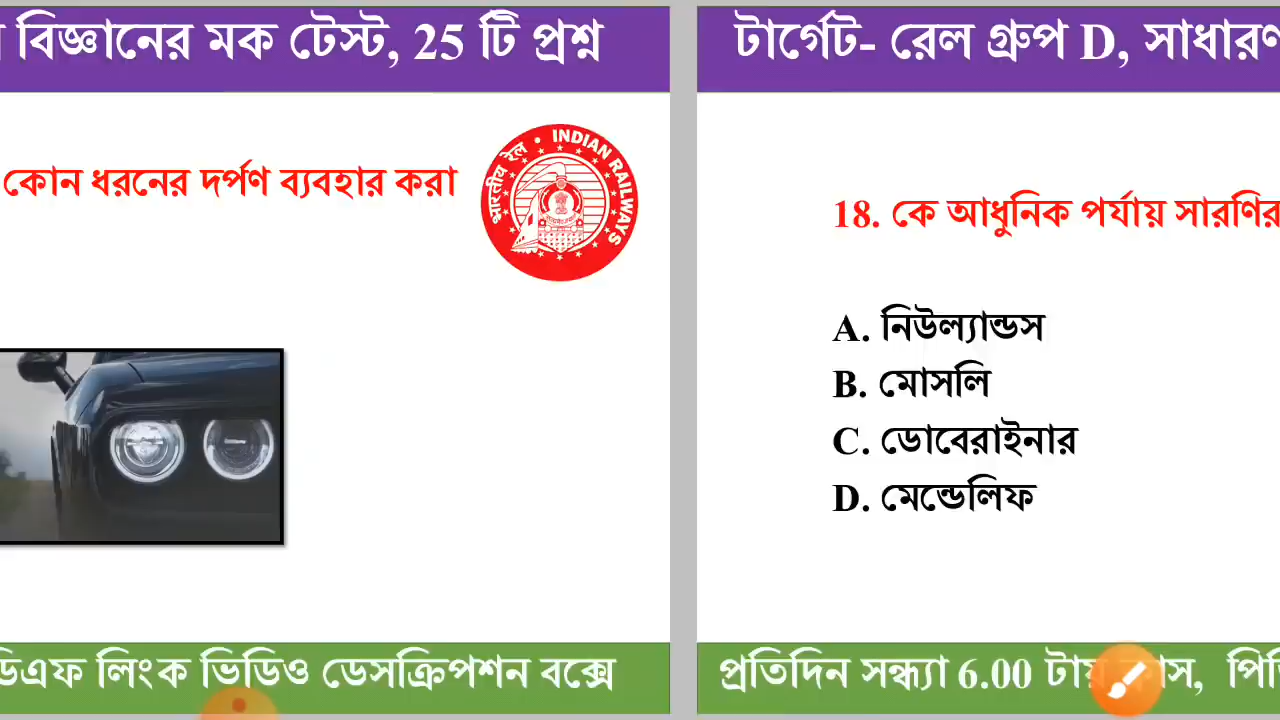 বিজ্ঞানের মক টেস্ট, 25 টি প্রশ্ন
কোন ধরনের দর্পণ ব্যবহার করা
भारतीय रेल • INDIAN RAILWAYS
ডিএফ লিংক ভিডিও ডেসক্রিপশন বক্সে
টার্গেট- রেল গ্রুপ D, সাধারণ
18. কে আধুনিক পর্যায় সারণির
A. নিউল্যান্ডস
B. মোসলি
C. ডোবেরাইনার
D. মেন্ডেলিফ
প্রতিদিন সন্ধ্যা 6.00 টায়